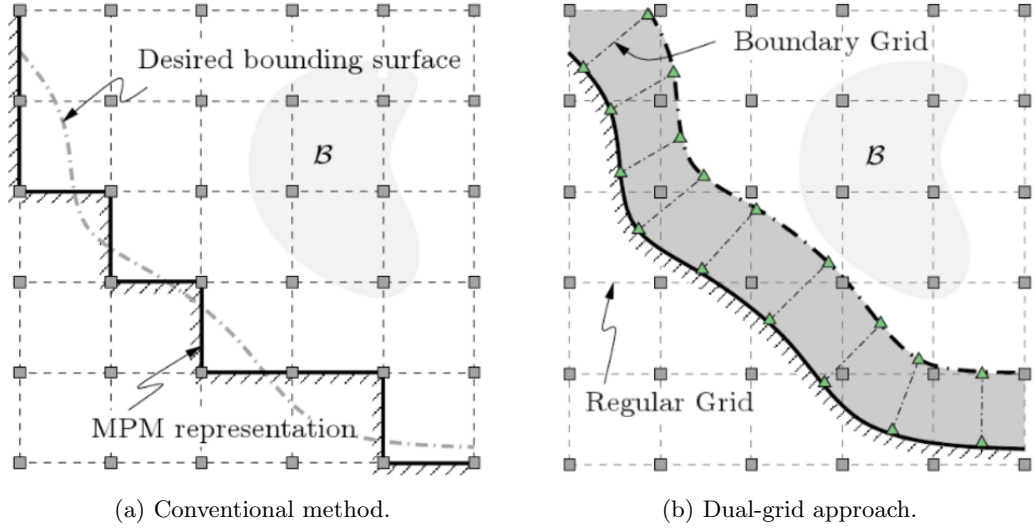 Desired bounding surface
B
MPM representation
(a) Conventional method.
Boundary Grid
B
Regular Grid
(b) Dual-grid approach.